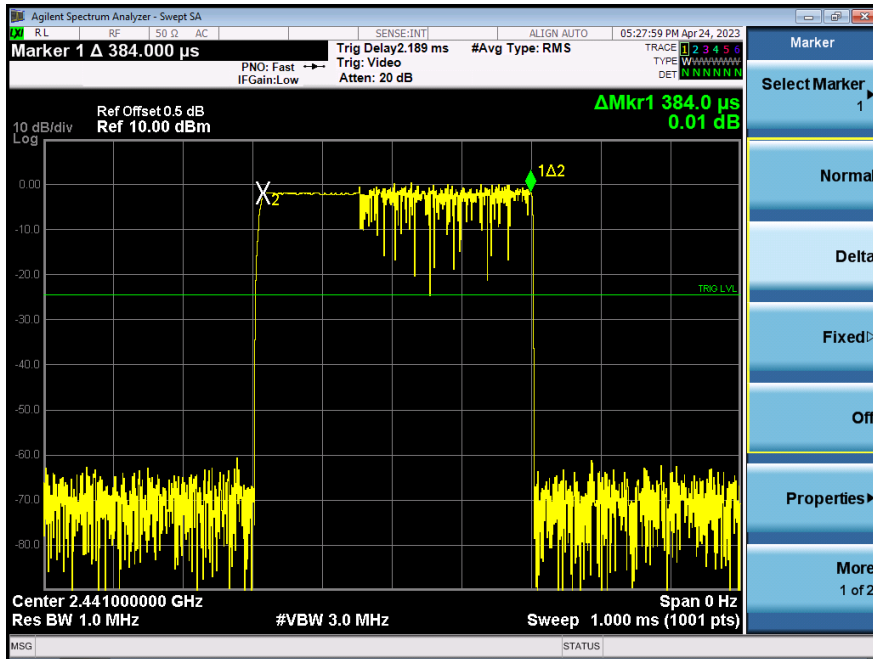 Agilent Spectrum Analyzer - Swept SA
LXI RL RF 50 Ω AC SENSE:INT ALIGN AUTO 05:27:59 PM Apr 24, 2023
Marker 1 Δ 384.000 µs
PNO: Fast
IFGain:Low
Trig Delay2.189 ms
Trig: Video
Atten: 20 dB
#Avg Type: RMS
TRACE 1 2 3 4 5 6
TYPE WWWWWW
DET N N N N N N
Marker
Select Marker
1
Normal
Delta
Fixed
Off
Properties
More
1 of 2
ΔMkr1 384.0 µs
0.01 dB
Ref Offset 0.5 dB
10 dB/div Ref 10.00 dBm
Log
1Δ2
X2
0.00
-10.0
-20.0
TRIG LVL
-30.0
-40.0
-50.0
-60.0
-70.0
-80.0
Center 2.441000000 GHz Span 0 Hz
Res BW 1.0 MHz #VBW 3.0 MHz Sweep 1.000 ms (1001 pts)
MSG STATUS